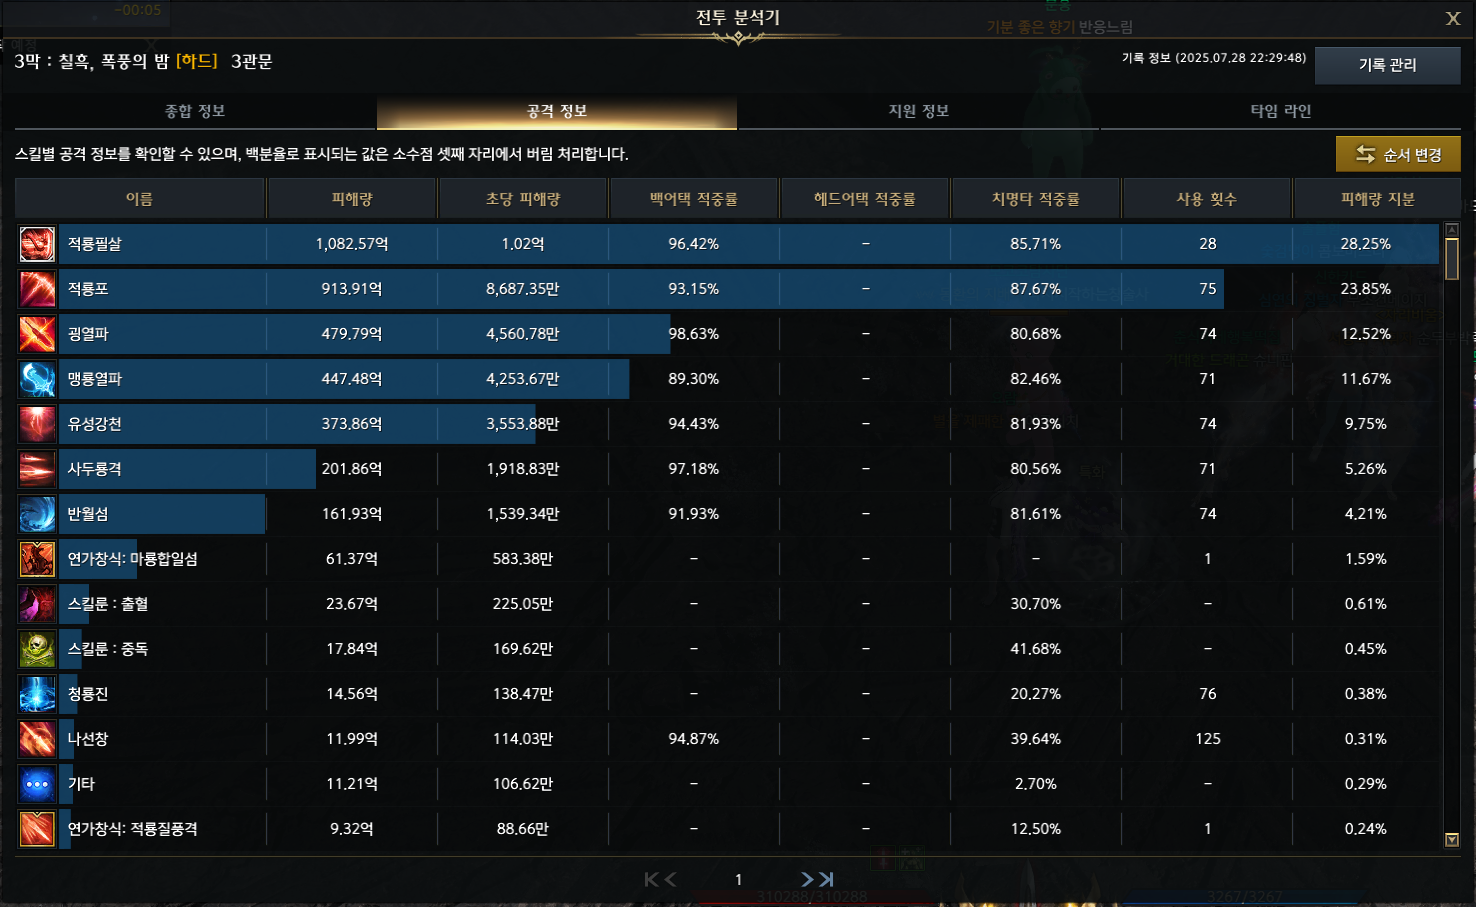 -00:05
전투 분석기
기분 좋은 향기 반응느림
X
3막 : 칠흑, 폭풍의 밤 [하드] 3관문
기록 정보 (2025.07.28 22:29:48)
기록 관리
종합 정보 공격 정보 지원 정보 타임 라인
스킬별 공격 정보를 확인할 수 있으며, 백분율로 표시되는 값은 소수점 셋째 자리에서 버림 처리합니다.
순서 변경
이름 피해량 초당 피해량 백어택 적중률 헤드어택 적중률 치명타 적중률 사용 횟수 피해량 지분
적룡필살 1,082.57억 1.02억 96.42% - 85.71% 28 28.25%
적룡포 913.91억 8,687.35만 93.15% - 87.67% 75 23.85%
굉열파 479.79억 4,560.78만 98.63% - 80.68% 74 12.52%
맹룡열파 447.48억 4,253.67만 89.30% - 82.46% 71 11.67%
유성강천 373.86억 3,553.88만 94.43% - 81.93% 74 9.75%
사두룡격 201.86억 1,918.83만 97.18% - 80.56% 71 5.26%
반월섬 161.93억 1,539.34만 91.93% - 81.61% 74 4.21%
연가창식: 마룡합일섬 61.37억 583.38만 - - - 1 1.59%
스킬룬 : 출혈 23.67억 225.05만 - - 30.70% - 0.61%
스킬룬 : 중독 17.84억 169.62만 - - 41.68% - 0.45%
청룡진 14.56억 138.47만 - - 20.27% 76 0.38%
나선창 11.99억 114.03만 94.87% - 39.64% 125 0.31%
기타 11.21억 106.62만 - - 2.70% - 0.29%
연가창식: 적룡질풍격 9.32억 88.66만 - - 12.50% 1 0.24%
1
310288/310288
3267/3267